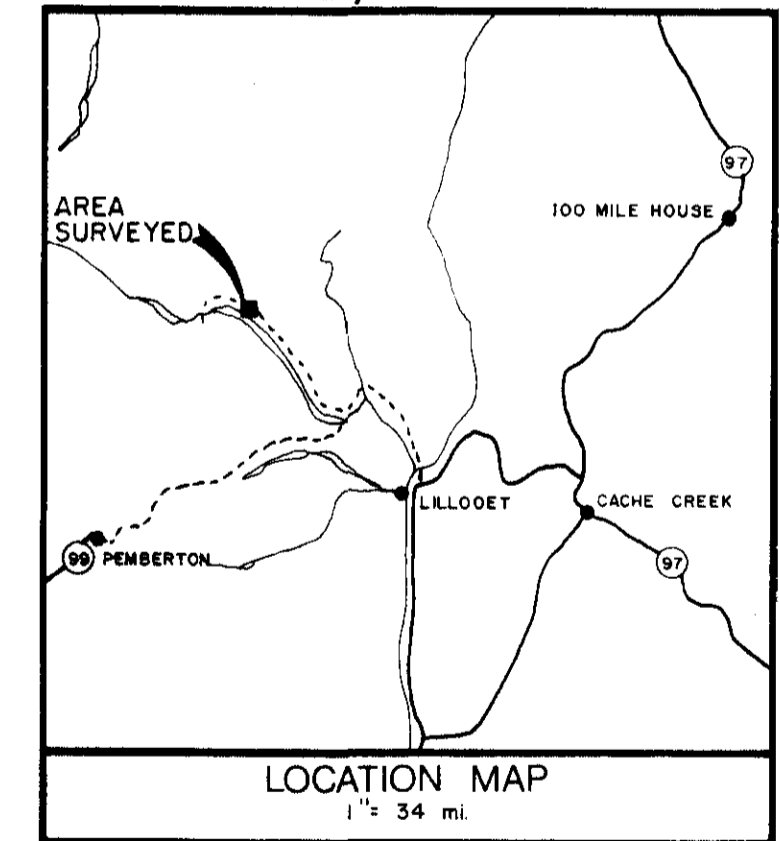 97
100 MILE HOUSE
AREA
SURVEYED
LILLOOET
CACHE CREEK
99 PEMBERTON
97
LOCATION MAP
1"= 34 mi.